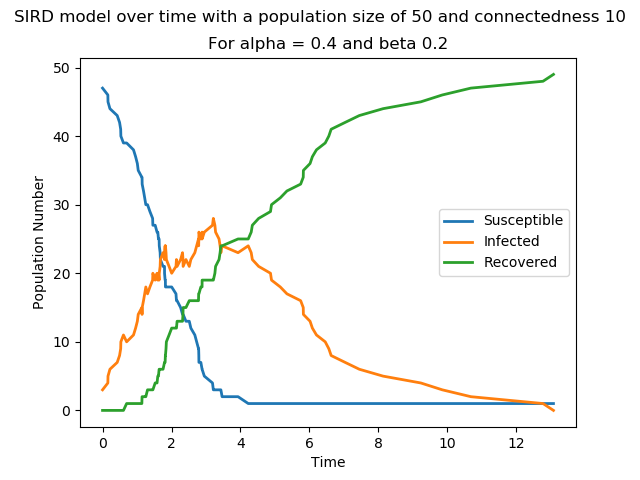 SIRD model over time with a population size of 50 and connectedness 10
For alpha = 0.4 and beta 0.2
50
40
30
20
10
0
Population Number
Susceptible
Infected
Recovered
0 2 4 6 8 10 12
Time